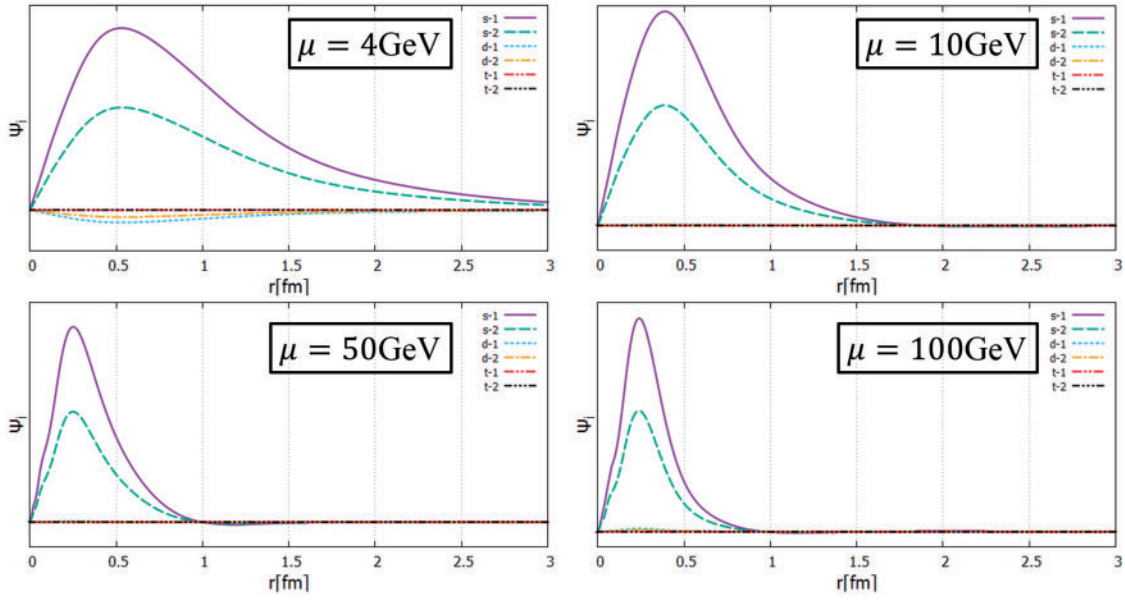 s-1
s-2
d-1
d-2
t-1
t-2
μ = 4GeV
Ψi
0 0.5 1 1.5 2 2.5 3
r[fm]
s-1
s-2
d-1
d-2
t-1
t-2
μ = 10GeV
Ψi
0 0.5 1 1.5 2 2.5 3
r[fm]
s-1
s-2
d-1
d-2
t-1
t-2
μ = 50GeV
Ψi
0 0.5 1 1.5 2 2.5 3
r[fm]
s-1
s-2
d-1
d-2
t-1
t-2
μ = 100GeV
Ψi
0 0.5 1 1.5 2 2.5 3
r[fm]